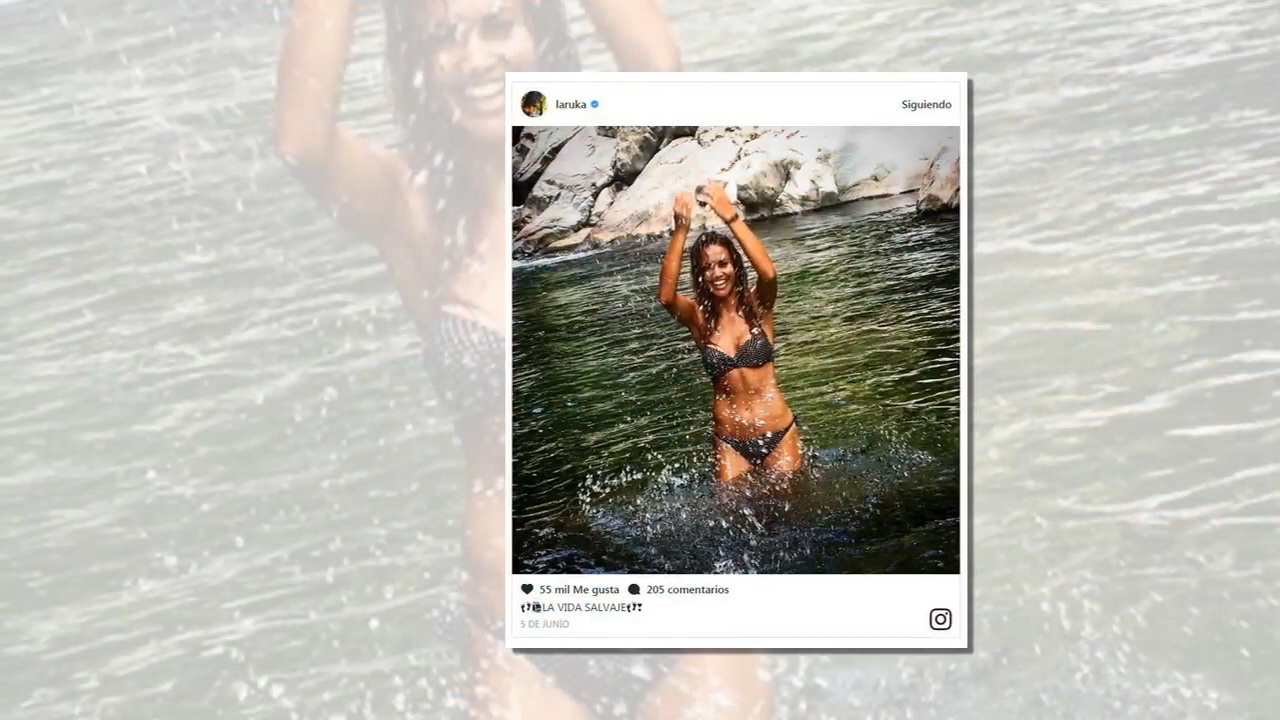 laruka
Siguiendo
55 mil Me gusta 205 comentarios
👣LA VIDA SALVAJE👣
5 DE JUNIO